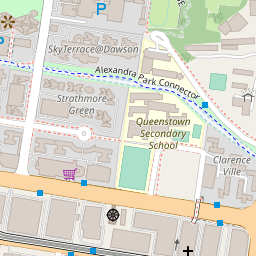 P
SkyTerrace@Dawson
Alexandra Park Connector
Strathmore
Green
Queenstown
Secondary
School
Clarence
Ville
P